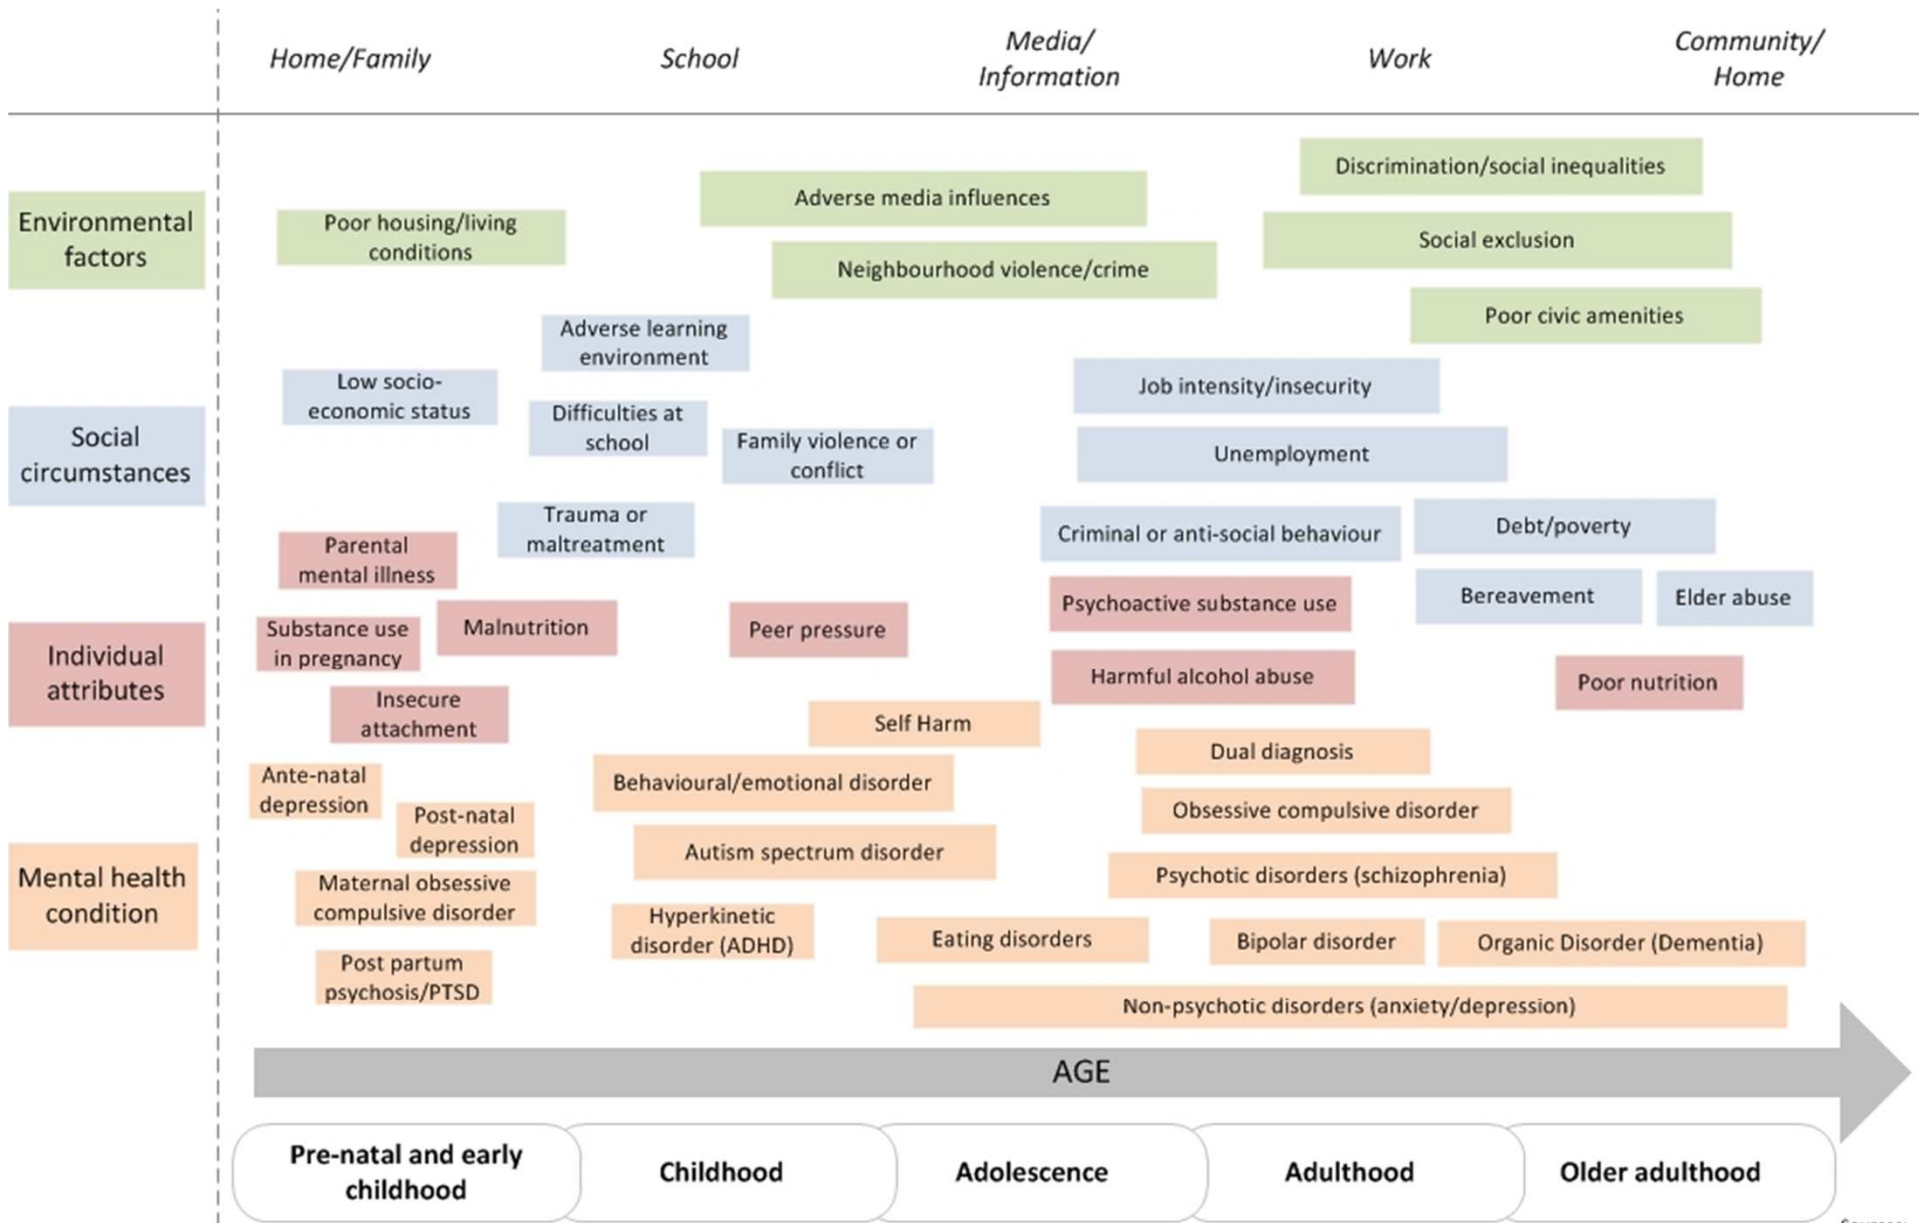 Home/Family
School
Media/
Information
Work
Community/
Home
Environmental
factors
Poor housing/living
conditions
Adverse media influences
Neighbourhood violence/crime
Discrimination/social inequalities
Social exclusion
Poor civic amenities
Social
circumstances
Low socio-
economic status
Adverse learning
environment
Difficulties at
school
Family violence or
conflict
Trauma or
maltreatment
Job intensity/insecurity
Unemployment
Criminal or anti-social behaviour
Debt/poverty
Bereavement
Elder abuse
Individual
attributes
Parental
mental illness
Substance use
in pregnancy
Malnutrition
Insecure
attachment
Peer pressure
Psychoactive substance use
Harmful alcohol abuse
Poor nutrition
Mental health
condition
Ante-natal
depression
Post-natal
depression
Maternal obsessive
compulsive disorder
Post partum
psychosis/PTSD
Self Harm
Behavioural/emotional disorder
Autism spectrum disorder
Hyperkinetic
disorder (ADHD)
Eating disorders
Dual diagnosis
Obsessive compulsive disorder
Psychotic disorders (schizophrenia)
Bipolar disorder
Organic Disorder (Dementia)
Non-psychotic disorders (anxiety/depression)
AGE
Pre-natal and early
childhood
Childhood
Adolescence
Adulthood
Older adulthood